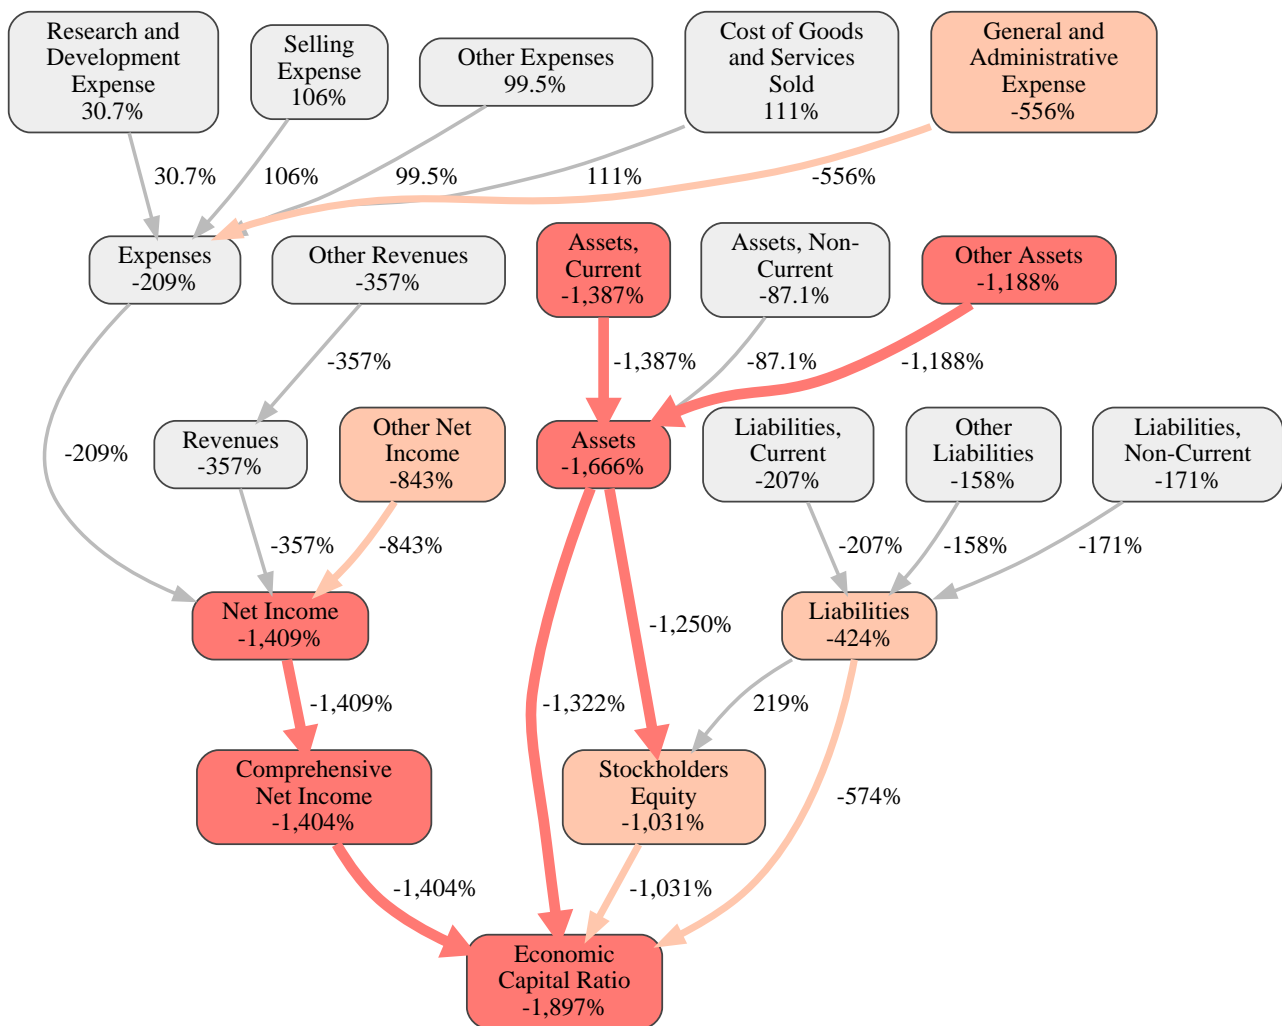 Research and
Development
Expense
30.7%
Selling
Expense
106%
Other Expenses
99.5%
Cost of Goods
and Services
Sold
111%
General and
Administrative
Expense
-556%
30.7%
106%
99.5%
111%
-556%
Expenses
-209%
Other Revenues
-357%
Assets,
Current
-1,387%
Assets, Non-
Current
-87.1%
Other Assets
-1,188%
-357%
-1,387%
-87.1%
-1,188%
-209%
Revenues
-357%
Other Net
Income
-843%
Assets
-1,666%
Liabilities,
Current
-207%
Other
Liabilities
-158%
Liabilities,
Non-Current
-171%
-357%
-843%
-207%
-158%
-171%
Net Income
-1,409%
-1,250%
Liabilities
-424%
-1,409%
-1,322%
219%
Comprehensive
Net Income
-1,404%
Stockholders
Equity
-1,031%
-574%
-1,404%
-1,031%
Economic
Capital Ratio
-1,897%